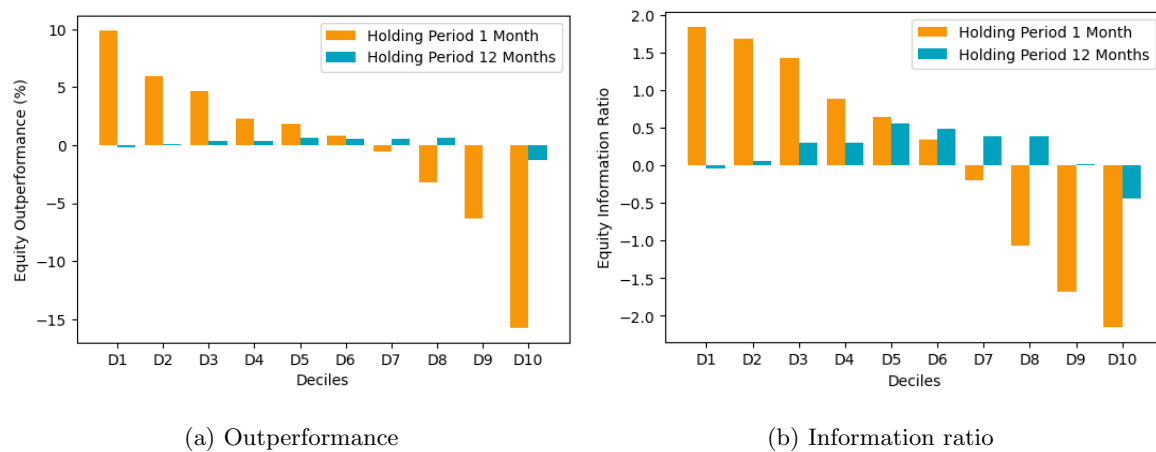 Equity Outperformance (%)
10
5
0
−5
−10
−15
Holding Period 1 Month
Holding Period 12 Months
D1 D2 D3 D4 D5 D6 D7 D8 D9 D10
Deciles
(a) Outperformance
Equity Information Ratio
2.0
1.5
1.0
0.5
0.0
−0.5
−1.0
−1.5
−2.0
Holding Period 1 Month
Holding Period 12 Months
D1 D2 D3 D4 D5 D6 D7 D8 D9 D10
Deciles
(b) Information ratio